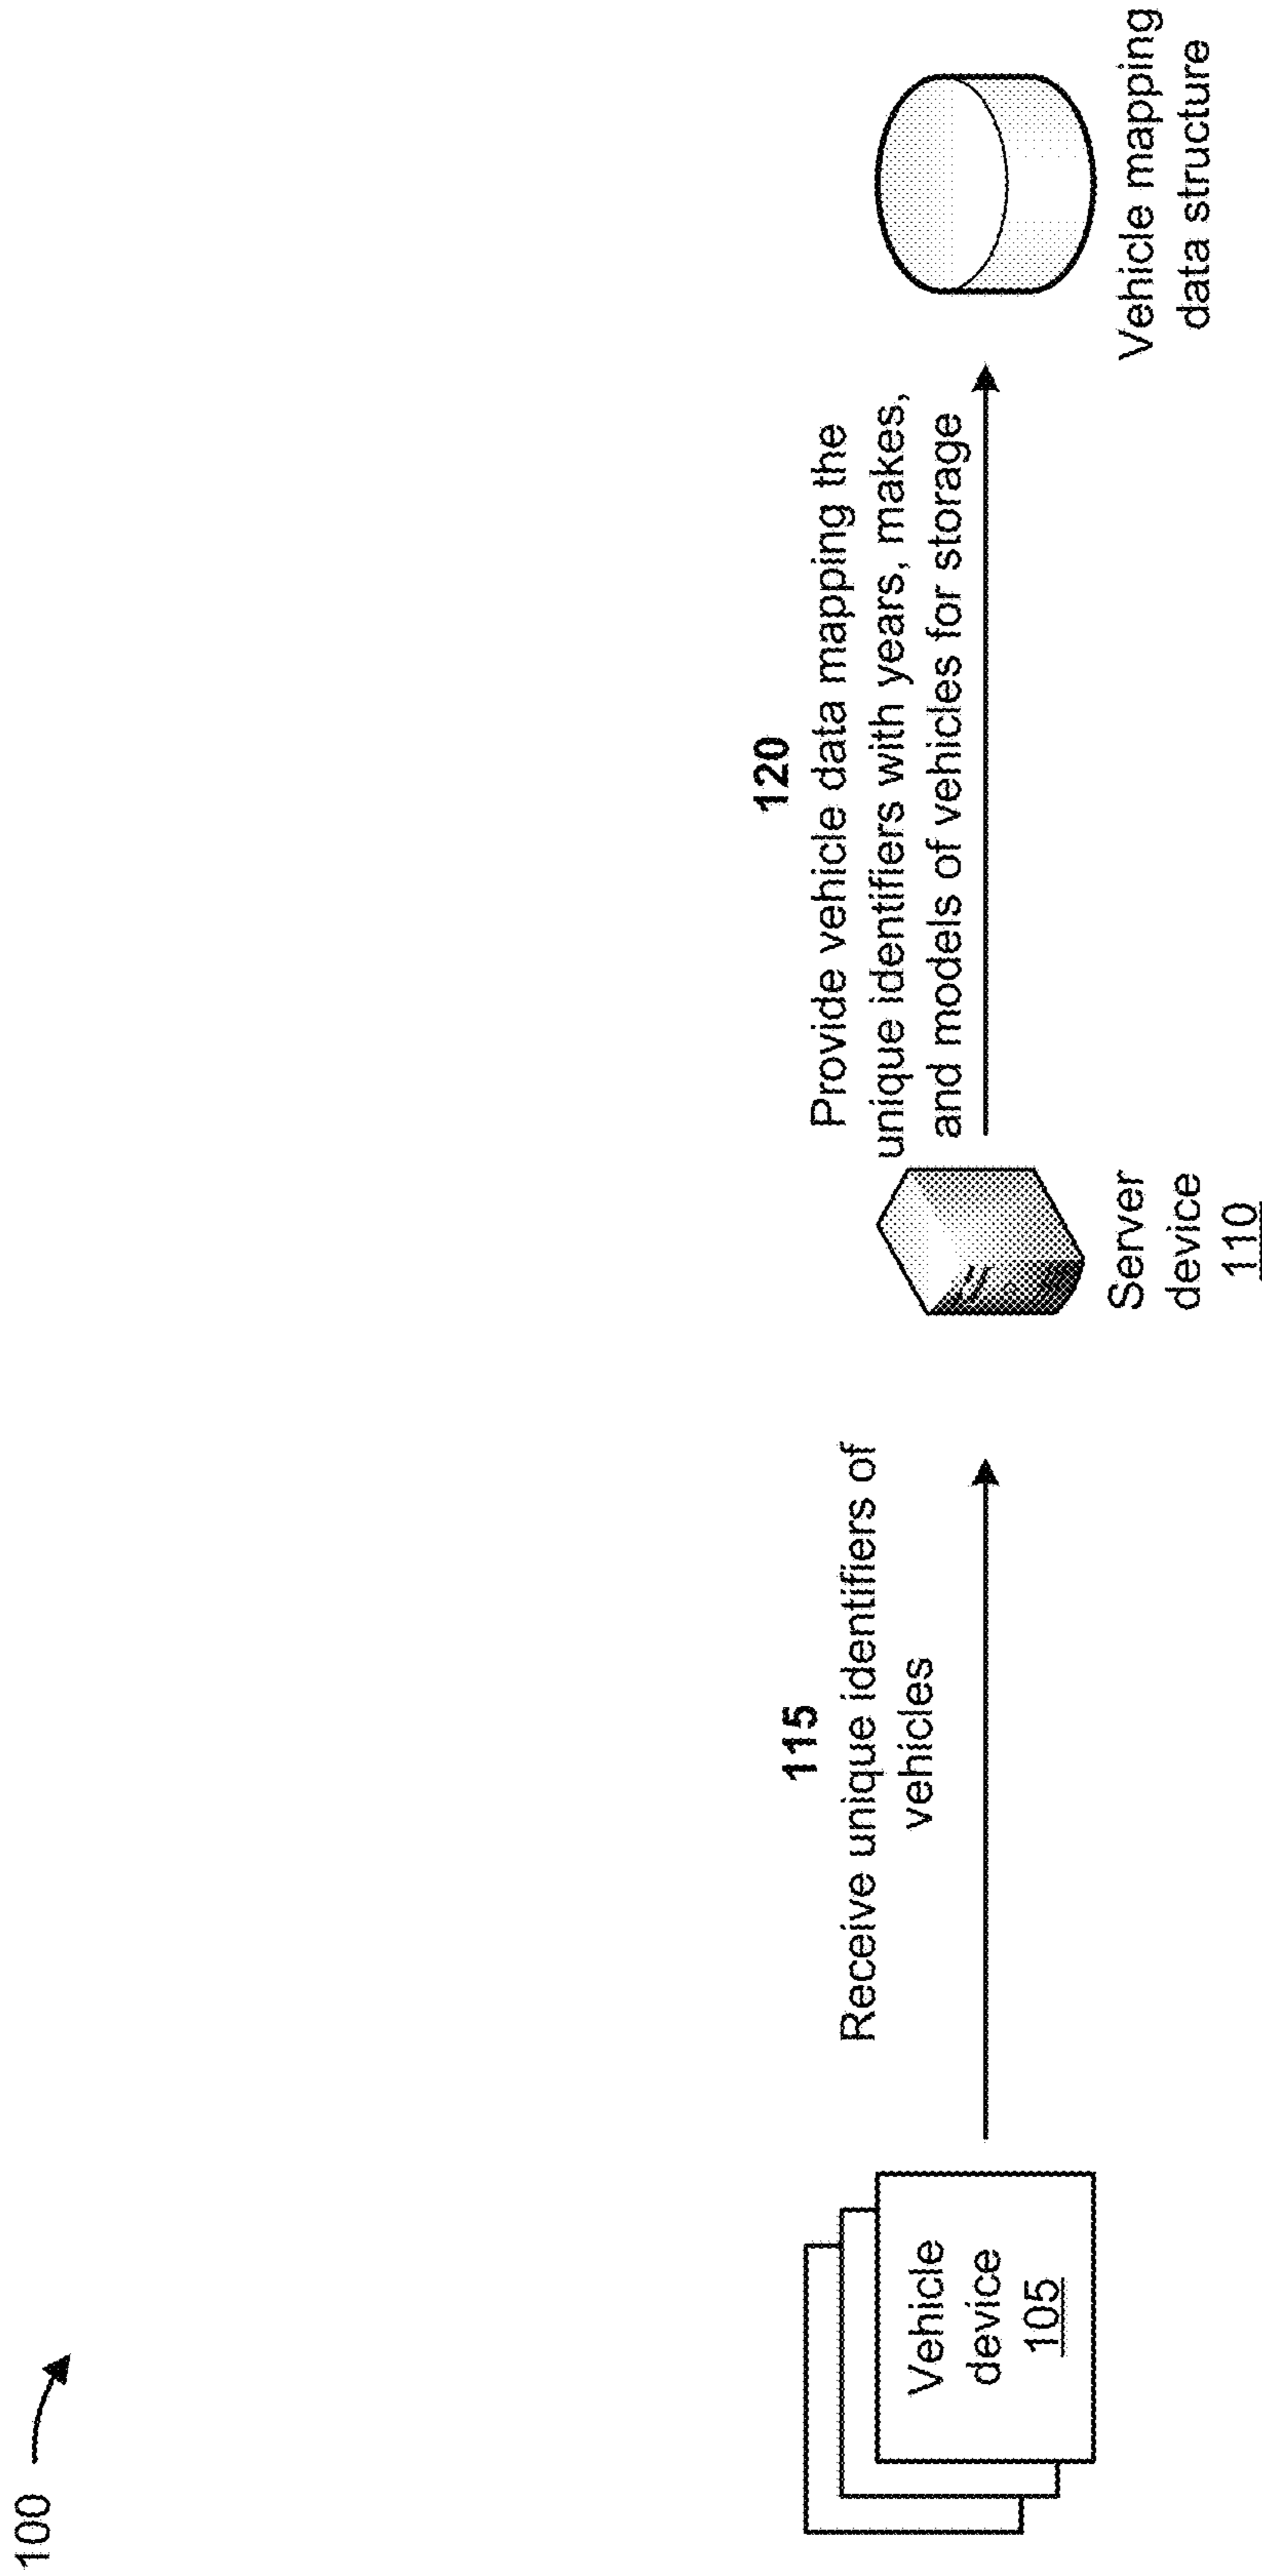 100
115
Receive unique identifiers of
vehicles
120
Provide vehicle data mapping the
unique identifiers with years, makes,
and models of vehicles for storage
Vehicle
device
105
Server
device
110
Vehicle mapping
data structure